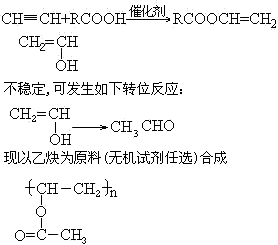 CH≡CH+RCOOH 催化剂→ RCOOCH=CH₂
CH₂=CH
OH
不稳定,可发生如下转位反应:
CH₂=CH
OH → CH₃CHO
现以乙炔为原料(无机试剂任选)合成
-[CH-CH₂]-n
O
O=C-CH₃